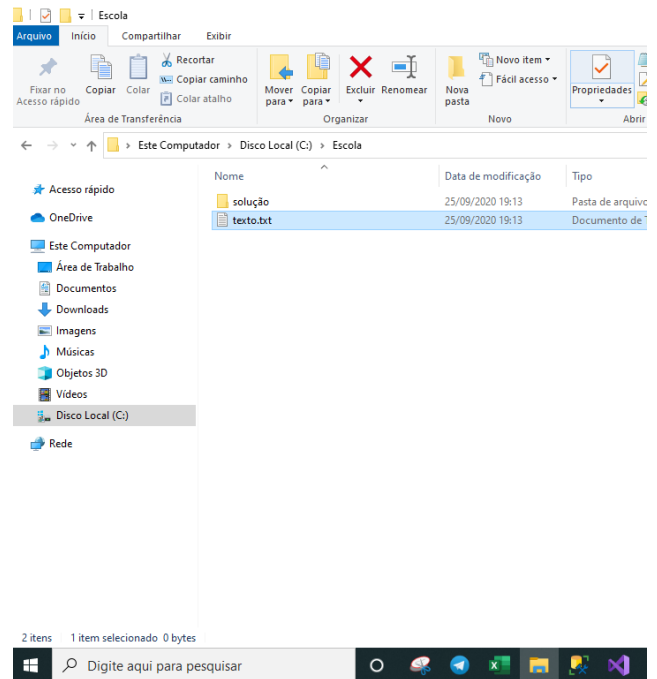 Escola
Arquivo Início Compartilhar Exibir
Fixar no Acesso rápido
Copiar
Colar
Recortar
Copiar caminho
Colar atalho
Área de Transferência
Mover para
Copiar para
Excluir
Renomear
Organizar
Nova pasta
Novo item
Fácil acesso
Novo
Propriedades
Abrir
Este Computador > Disco Local (C:) > Escola
Nome Data de modificação Tipo
solução 25/09/2020 19:13 Pasta de arquivo
texto.txt 25/09/2020 19:13 Documento de T
Acesso rápido
OneDrive
Este Computador
Área de Trabalho
Documentos
Downloads
Imagens
Músicas
Objetos 3D
Vídeos
Disco Local (C:)
Rede
2 itens 1 item selecionado 0 bytes
Digite aqui para pesquisar